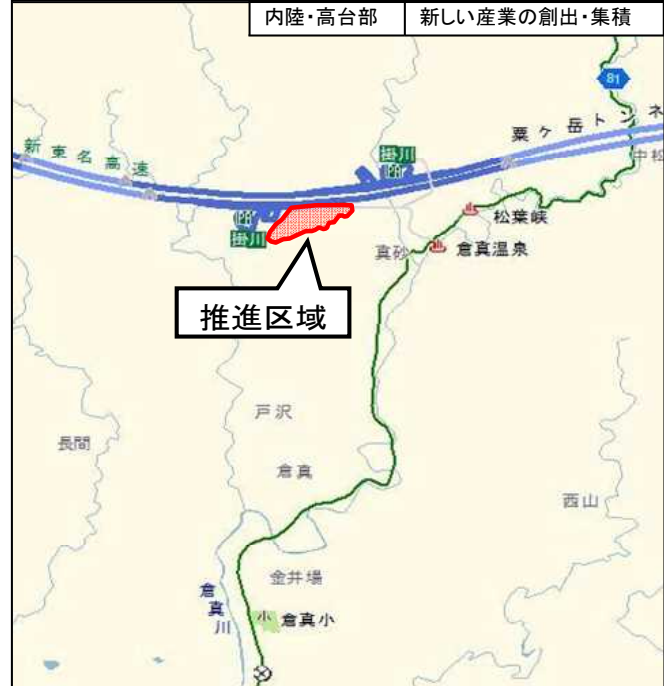 内陸・高台部
新しい産業の創出・集積
81
粟ヶ岳トンネ
新東名高速
掛川
PA
中松
松葉峡
PA
掛川
真砂
倉真温泉
推進区域
戸沢
長間
倉真
西山
金井場
倉真川
小
倉真小